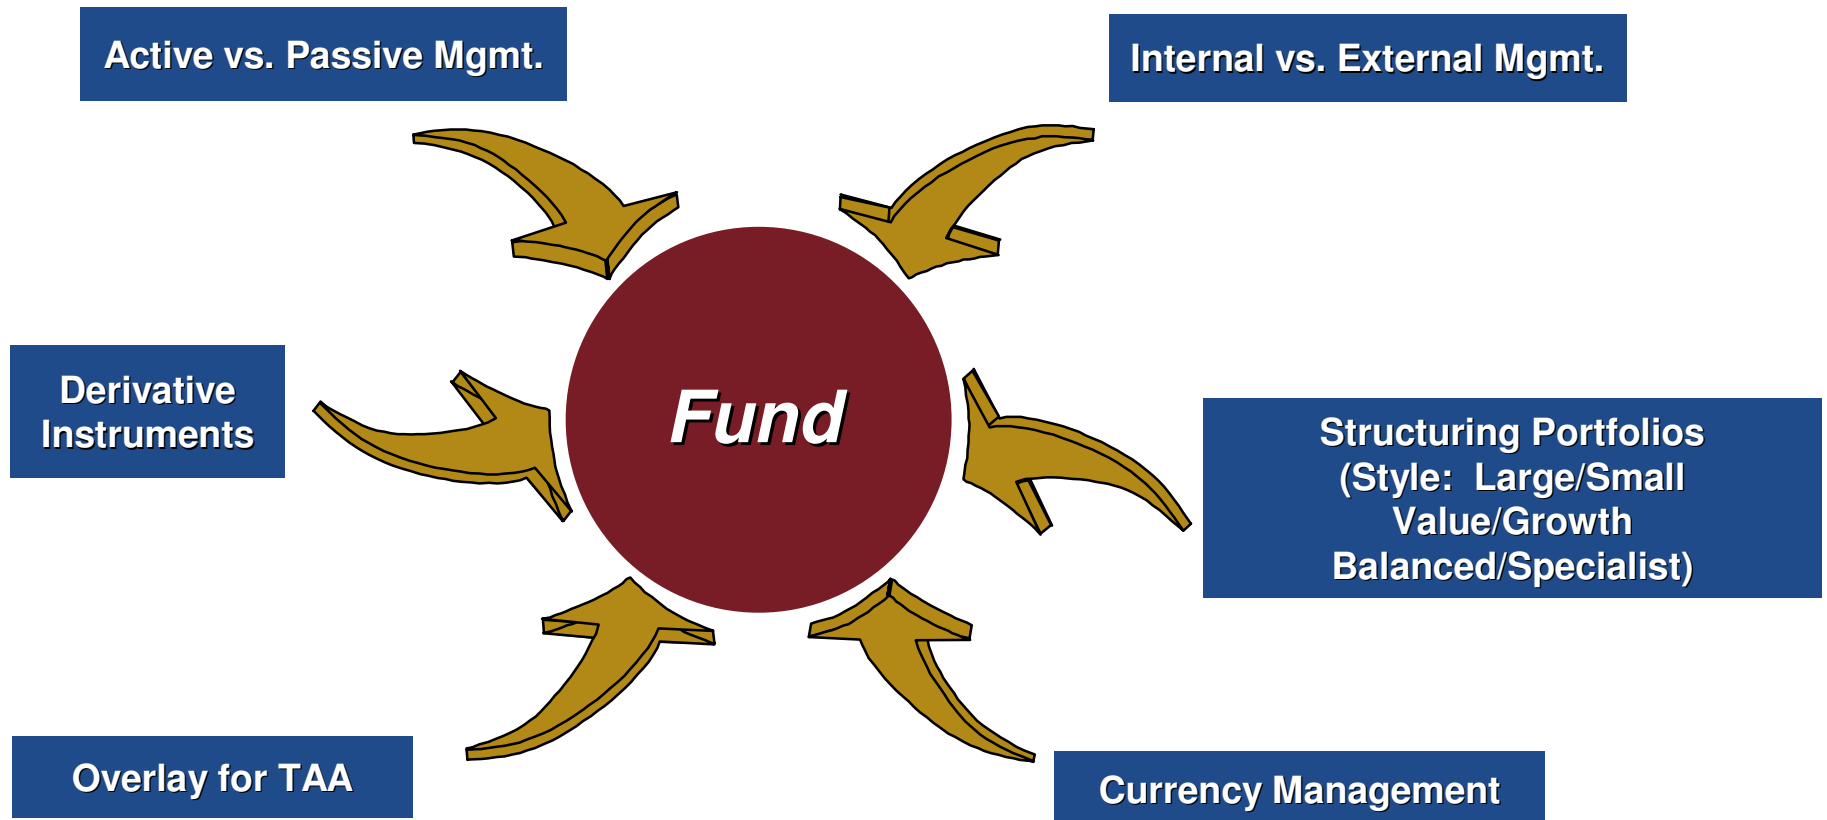 Active vs. Passive Mgmt.
Internal vs. External Mgmt.
Derivative
Instruments
Fund
Structuring Portfolios
(Style:  Large/Small
Value/Growth
Balanced/Specialist)
Overlay for TAA
Currency Management